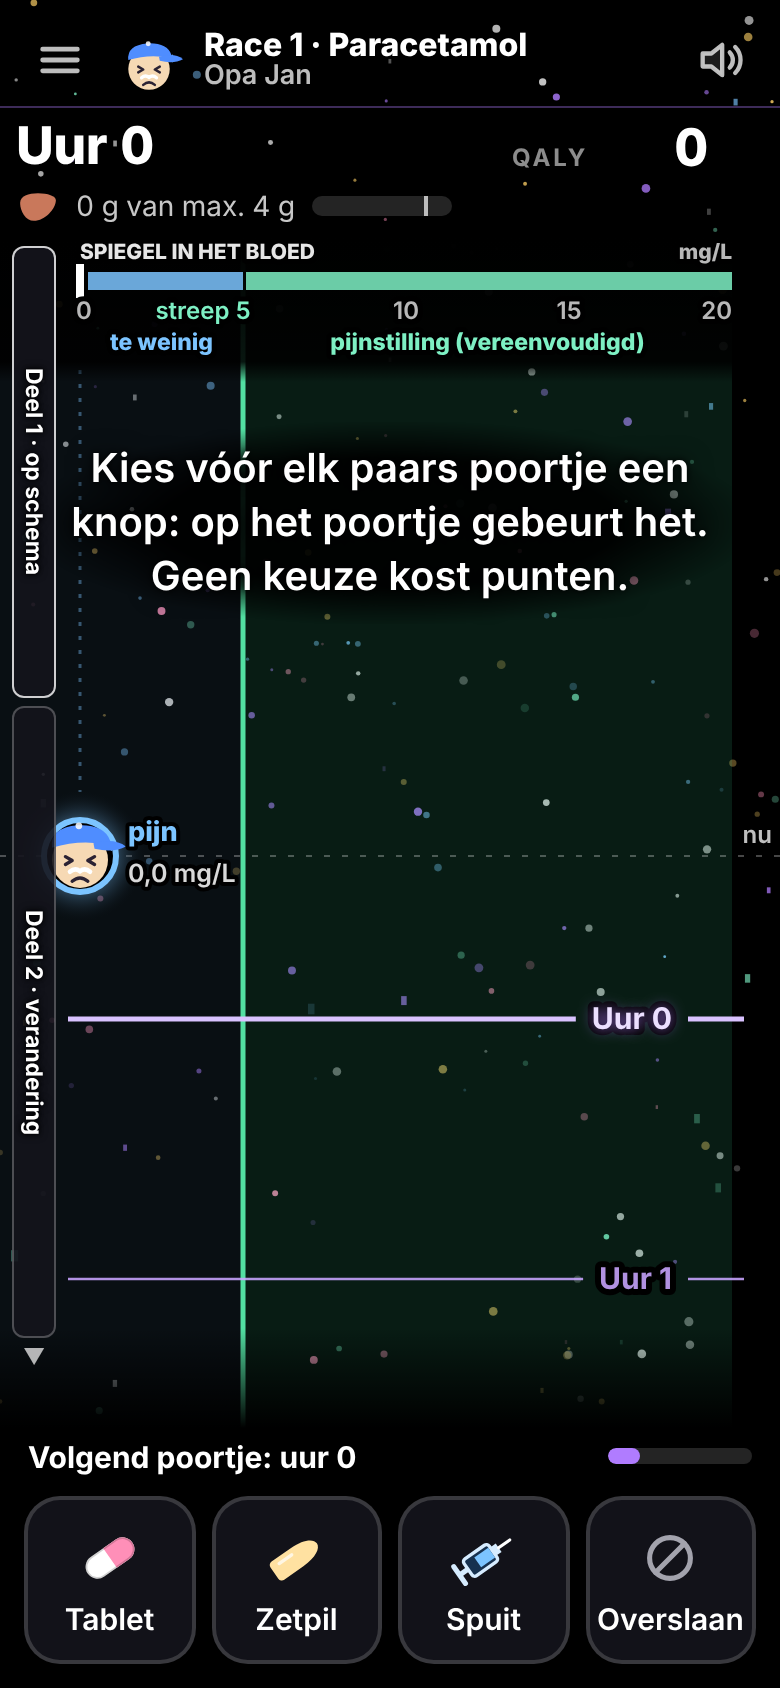 Race 1 · Paracetamol
Opa Jan
Uur 0
QALY 0
0 g van max. 4 g
SPIEGEL IN HET BLOED mg/L
0 streep 5 10 15 20
te weinig pijnstilling (vereenvoudigd)
Deel 1 · op schema
Kies vóór elk paars poortje een
knop: op het poortje gebeurt het.
Geen keuze kost punten.
pijn
nu
0,0 mg/L
Deel 2 · verandering
Uur 0
Uur 1
Volgend poortje: uur 0
Tablet Zetpil Spuit Overslaan